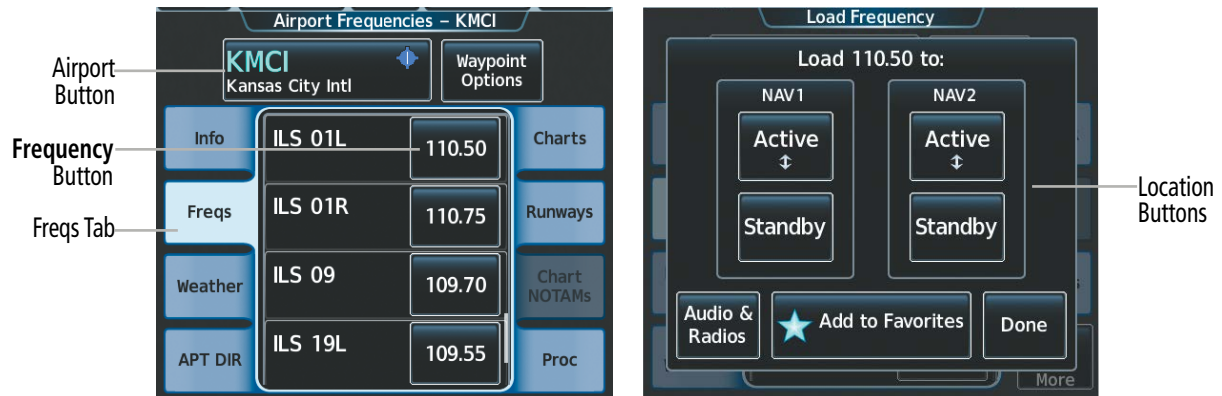 Airport Frequencies – KMCI
KMCI
Kansas City Intl
Waypoint
Options
Airport
Button
Info
ILS 01L
110.50
Charts
Frequency
Button
Freqs
ILS 01R
110.75
Runways
Freqs Tab
Weather
ILS 09
109.70
Chart
NOTAMs
APT DIR
ILS 19L
109.55
Proc
Load Frequency
Load 110.50 to:
NAV1
NAV2
Active
Active
Standby
Standby
Location
Buttons
Audio &
Radios
Add to Favorites
Done
More